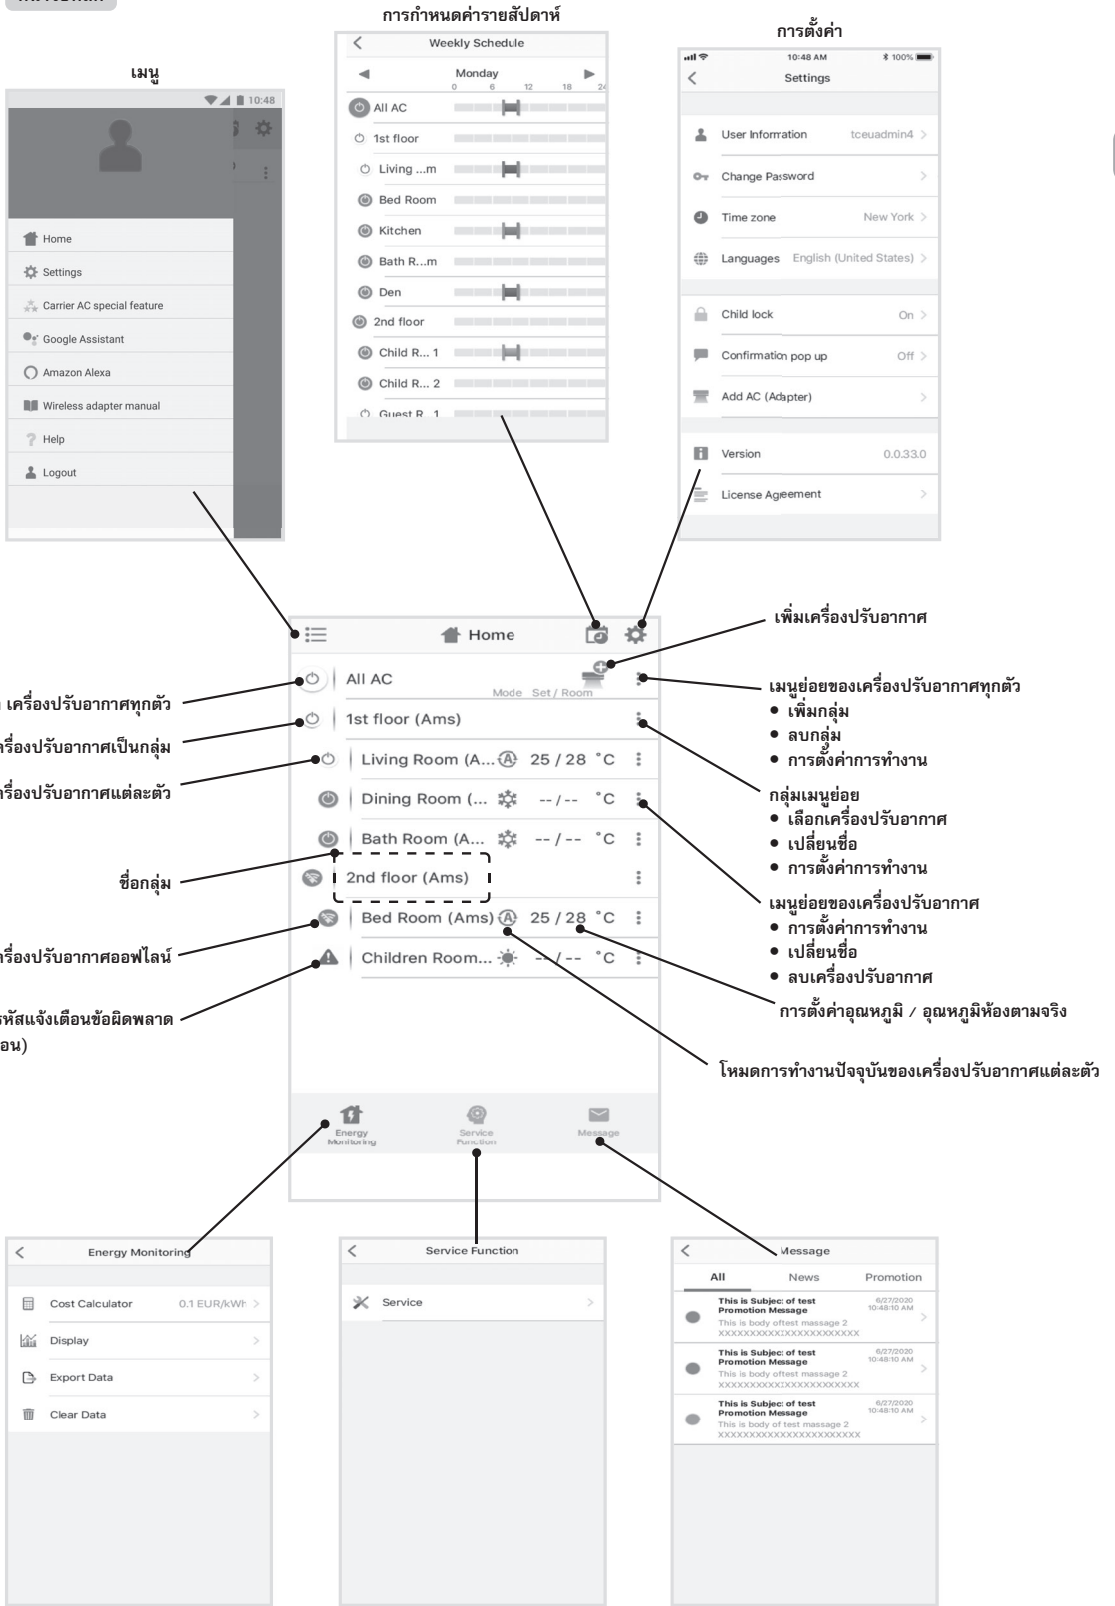 การกำหนดค่ารายสัปดาห์
การตั้งค่า
เมนู
10:48
Home
Settings
Carrier AC special feature
Google Assistant
Amazon Alexa
Wireless adapter manual
Help
Logout
Weekly Schedule
Monday
0 6 12 18 24
All AC
1st floor
Living ...m
Bed Room
Kitchen
Bath R...m
Den
2nd floor
Child R... 1
Child R... 2
Guest R 1
10:48 AM 100%
Settings
User Information tceuadmin4
Change Password
Time zone New York
Languages English (United States)
Child lock On
Confirmation pop up Off
Add AC (Adapter)
Version 0.0.33.0
License Agreement
Home
All AC
Mode Set / Room
1st floor (Ams)
Living Room (A... A 25 / 28 °C
Dining Room (... -- / -- °C
Bath Room (A... -- / -- °C
2nd floor (Ams)
Bed Room (Ams) A 25 / 28 °C
Children Room... -- / -- °C
Energy Monitoring
Service Function
Message
เครื่องปรับอากาศทุกตัว
ครื่องปรับอากาศเป็นกลุ่ม
ครื่องปรับอากาศแต่ละตัว
ชื่อกลุ่ม
ครื่องปรับอากาศออฟไลน์
รหัสแจ้งเตือนข้อผิดพลาด
อน)
เพิ่มเครื่องปรับอากาศ
เมนูย่อยของเครื่องปรับอากาศทุกตัว
● เพิ่มกลุ่ม
● ลบกลุ่ม
● การตั้งค่าการทำงาน
กลุ่มเมนูย่อย
● เลือกเครื่องปรับอากาศ
● เปลี่ยนชื่อ
● การตั้งค่าการทำงาน
เมนูย่อยของเครื่องปรับอากาศ
● การตั้งค่าการทำงาน
● เปลี่ยนชื่อ
● ลบเครื่องปรับอากาศ
การตั้งค่าอุณหภูมิ / อุณหภูมิห้องตามจริง
โหมดการทำงานปัจจุบันของเครื่องปรับอากาศแต่ละตัว
Energy Monitoring
Cost Calculator 0.1 EUR/kWh
Display
Export Data
Clear Data
Service Function
Service
Message
All News Promotion
This is Subject of test 6/27/2020
Promotion Message 10:48:10 AM
This is body oftest massage 2
XXXXXXXXXXXXXXXXXXXXXXX
This is Subject of test 6/27/2020
Promotion Message 10:48:10 AM
This is body oftest massage 2
XXXXXXXXXXXXXXXXXXXXXXX
This is Subject of test 6/27/2020
Promotion Message 10:48:10 AM
This is body of test massage 2
XXXXXXXXXXXXXXXXXXXXXXX